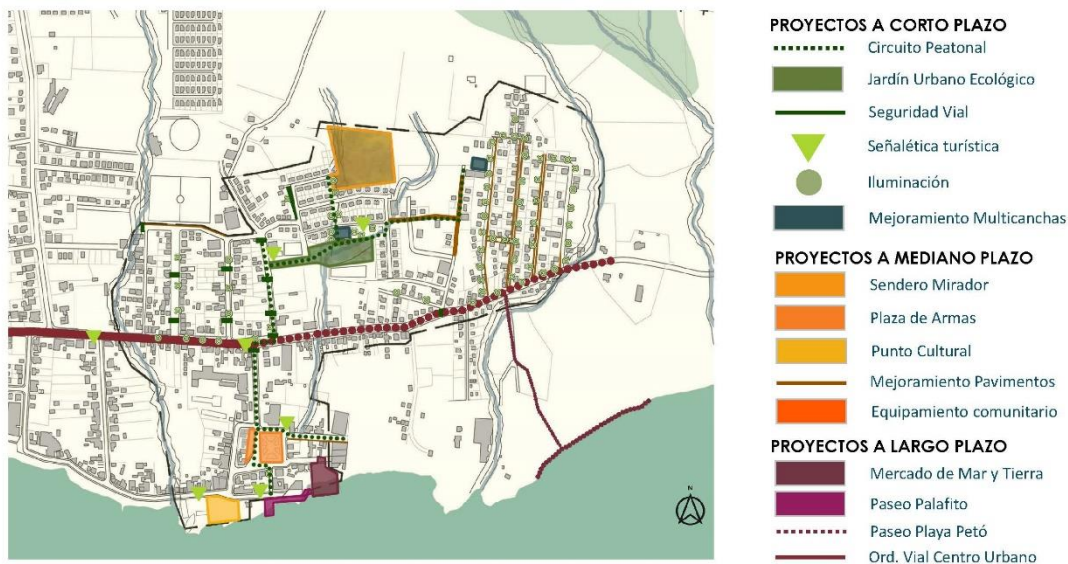 PROYECTOS A CORTO PLAZO
Circuito Peatonal
Jardín Urbano Ecológico
Seguridad Vial
Señalética turística
Iluminación
Mejoramiento Multicanchas
PROYECTOS A MEDIANO PLAZO
Sendero Mirador
Plaza de Armas
Punto Cultural
Mejoramiento Pavimentos
Equipamiento comunitario
PROYECTOS A LARGO PLAZO
Mercado de Mar y Tierra
Paseo Palafito
Paseo Playa Petó
Ord. Vial Centro Urbano
N